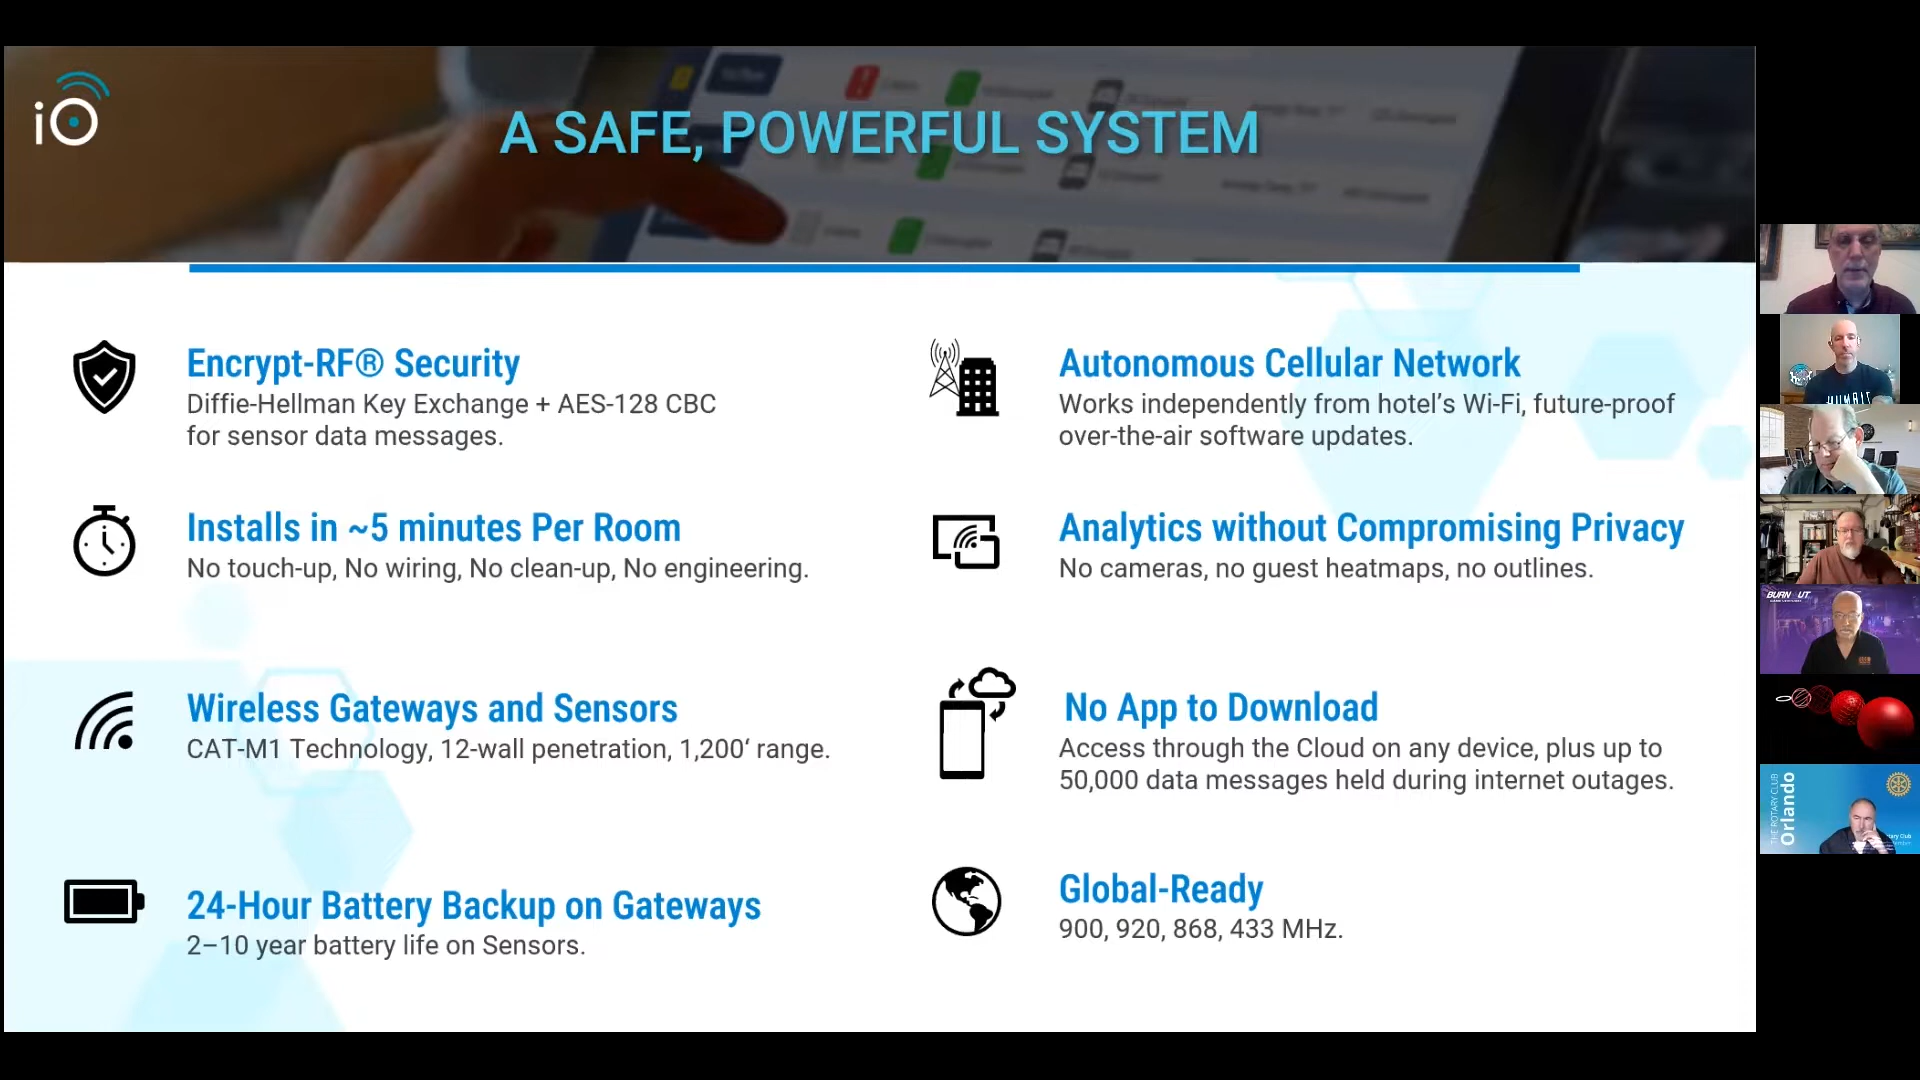 iO
A SAFE, POWERFUL SYSTEM
Encrypt-RF® Security
Diffie-Hellman Key Exchange + AES-128 CBC
for sensor data messages.
Installs in ~5 minutes Per Room
No touch-up, No wiring, No clean-up, No engineering.
Wireless Gateways and Sensors
CAT-M1 Technology, 12-wall penetration, 1,200‘ range.
24-Hour Battery Backup on Gateways
2–10 year battery life on Sensors.
Autonomous Cellular Network
Works independently from hotel’s Wi-Fi, future-proof
over-the-air software updates.
Analytics without Compromising Privacy
No cameras, no guest heatmaps, no outlines.
No App to Download
Access through the Cloud on any device, plus up to
50,000 data messages held during internet outages.
Global-Ready
900, 920, 868, 433 MHz.
THE ROTARY CLUB
Orlando